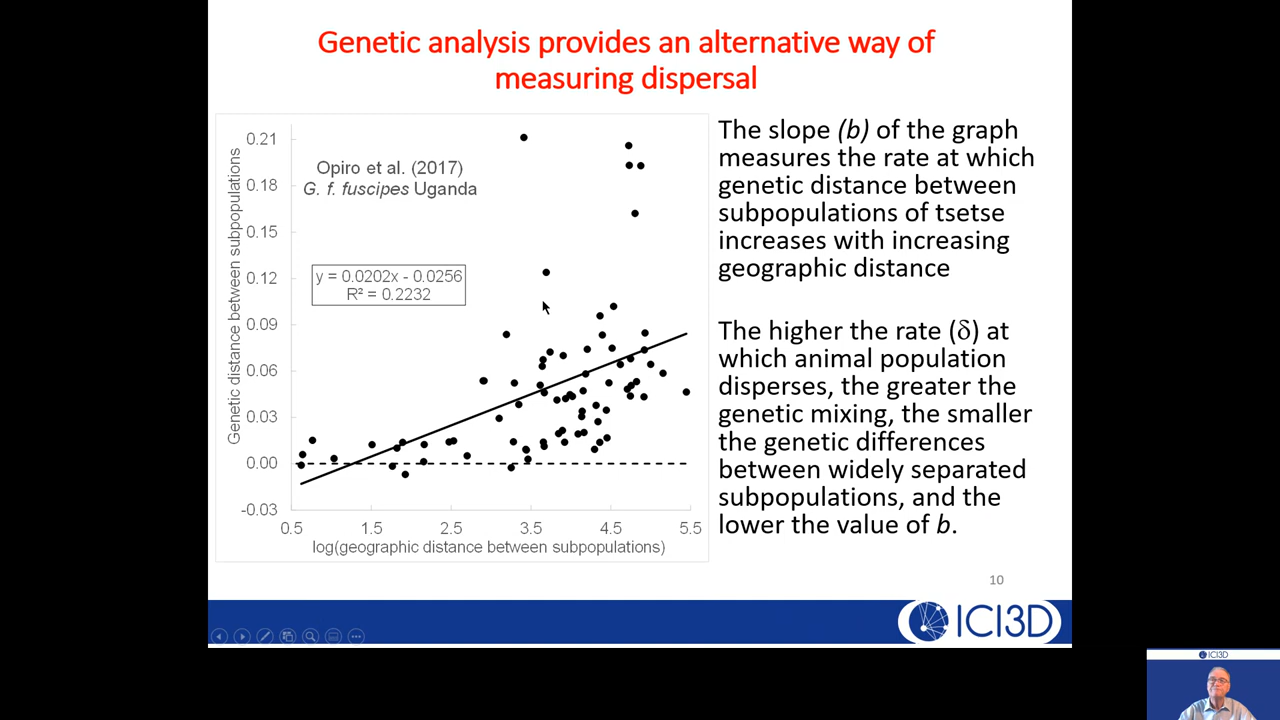 Genetic analysis provides an alternative way of
measuring dispersal
Genetic distance between subpopulations
0.21
0.18
0.15
0.12
0.09
0.06
0.03
0.00
-0.03
Opiro et al. (2017)
G. f. fuscipes Uganda
y = 0.0202x - 0.0256
R² = 0.2232
0.5 1.5 2.5 3.5 4.5 5.5
log(geographic distance between subpopulations)
The slope (b) of the graph
measures the rate at which
genetic distance between
subpopulations of tsetse
increases with increasing
geographic distance
The higher the rate (δ) at
which animal population
disperses, the greater the
genetic mixing, the smaller
the genetic differences
between widely separated
subpopulations, and the
lower the value of b.
10
ICI3D
ICI3D